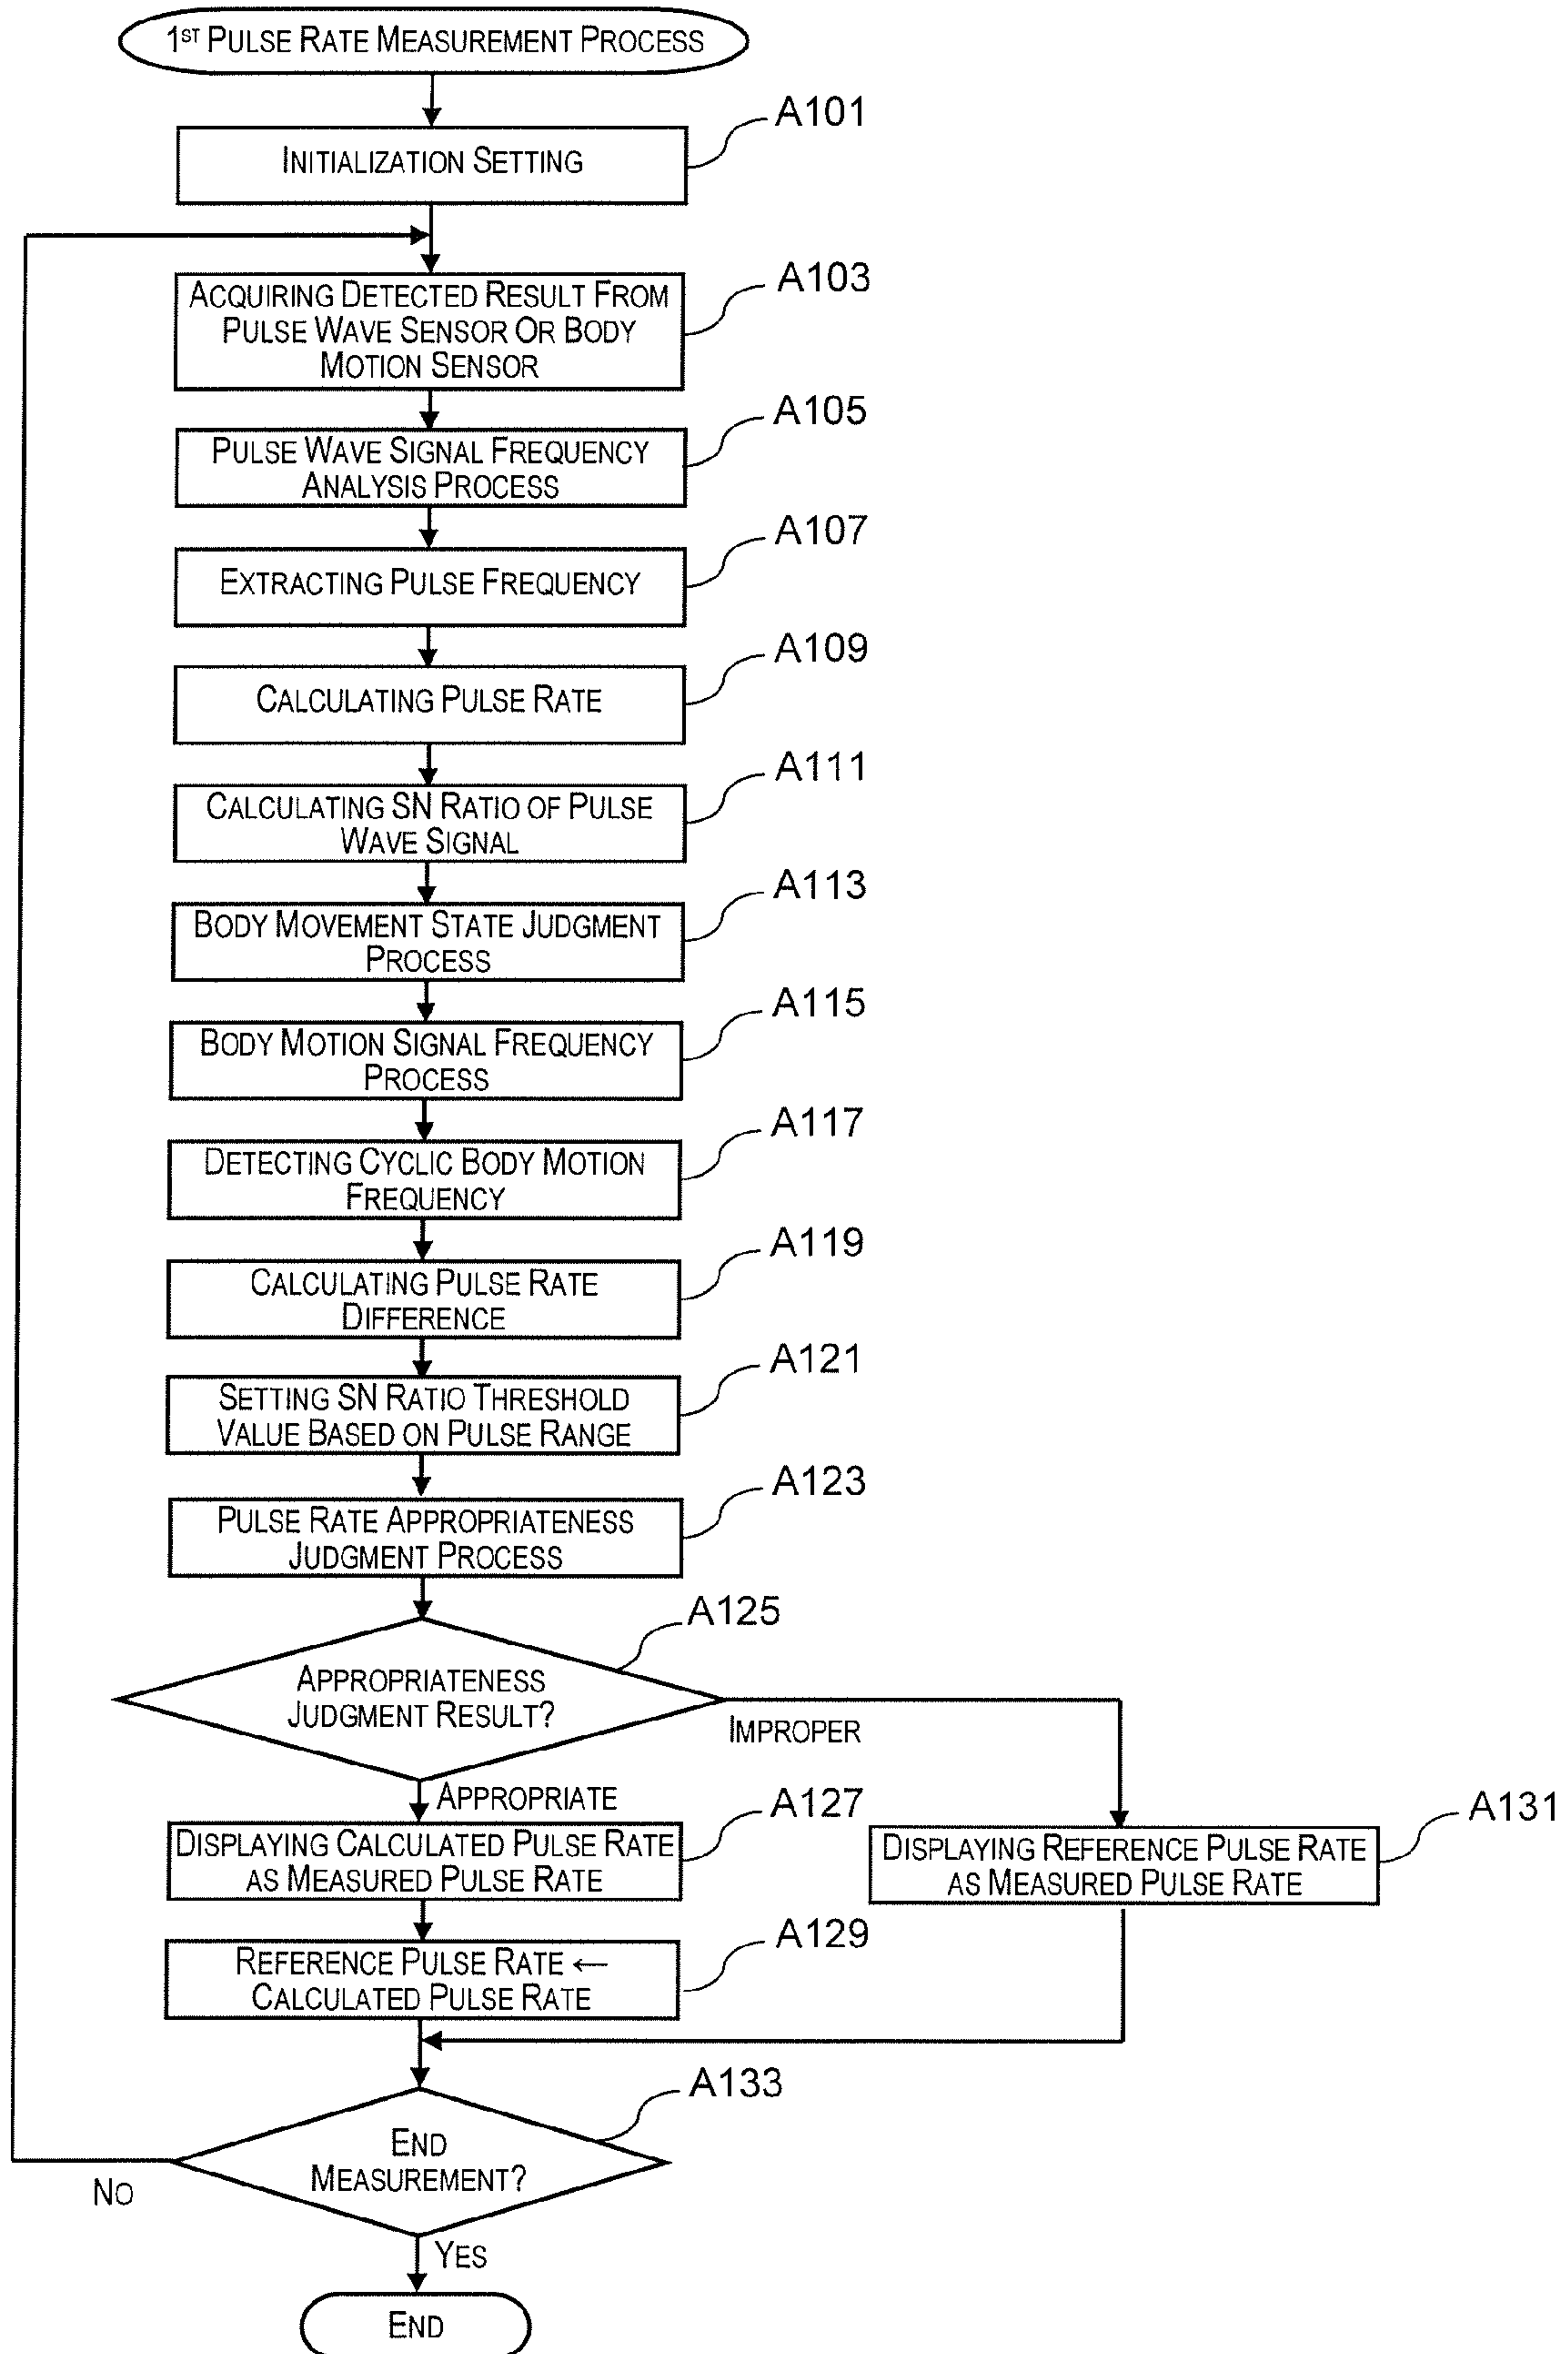 1ST PULSE RATE MEASUREMENT PROCESS
A101
INITIALIZATION SETTING
A103
ACQUIRING DETECTED RESULT FROM
PULSE WAVE SENSOR OR BODY
MOTION SENSOR
A105
PULSE WAVE SIGNAL FREQUENCY
ANALYSIS PROCESS
A107
EXTRACTING PULSE FREQUENCY
A109
CALCULATING PULSE RATE
A111
CALCULATING SN RATIO OF PULSE
WAVE SIGNAL
A113
BODY MOVEMENT STATE JUDGMENT
PROCESS
A115
BODY MOTION SIGNAL FREQUENCY
PROCESS
A117
DETECTING CYCLIC BODY MOTION
FREQUENCY
A119
CALCULATING PULSE RATE
DIFFERENCE
A121
SETTING SN RATIO THRESHOLD
VALUE BASED ON PULSE RANGE
A123
PULSE RATE APPROPRIATENESS
JUDGMENT PROCESS
A125
APPROPRIATENESS
JUDGMENT RESULT?
IMPROPER
APPROPRIATE
A127
DISPLAYING CALCULATED PULSE RATE
AS MEASURED PULSE RATE
A131
DISPLAYING REFERENCE PULSE RATE
AS MEASURED PULSE RATE
A129
REFERENCE PULSE RATE ←
CALCULATED PULSE RATE
A133
END
MEASUREMENT?
NO
YES
END